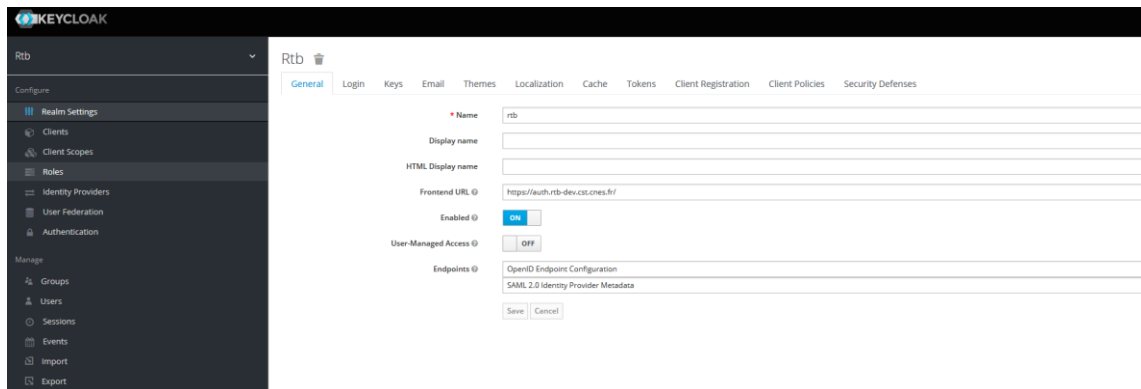 KEYCLOAK
Rtb
Configure
Realm Settings
Clients
Client Scopes
Roles
Identity Providers
User Federation
Authentication
Manage
Groups
Users
Sessions
Events
Import
Export
Rtb
General Login Keys Email Themes Localization Cache Tokens Client Registration Client Policies Security Defenses
* Name rtb
Display name
HTML Display name
Frontend URL https://auth.rtb-dev.cst.cnes.fr/
Enabled ON
User-Managed Access OFF
Endpoints OpenID Endpoint Configuration
SAML 2.0 Identity Provider Metadata
Save Cancel